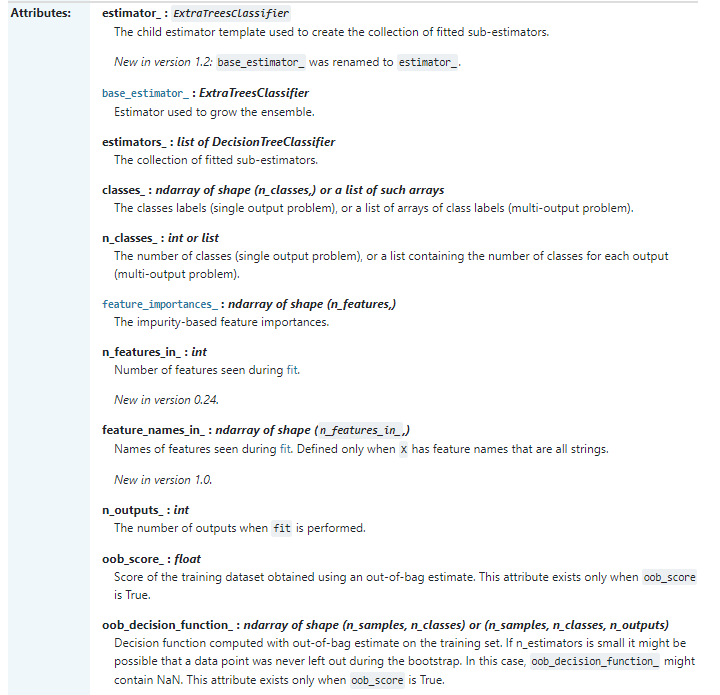 Attributes:
estimator_ : ExtraTreesClassifier
The child estimator template used to create the collection of fitted sub-estimators.
New in version 1.2: base_estimator_ was renamed to estimator_.
base_estimator_ : ExtraTreesClassifier
Estimator used to grow the ensemble.
estimators_ : list of DecisionTreeClassifier
The collection of fitted sub-estimators.
classes_ : ndarray of shape (n_classes,) or a list of such arrays
The classes labels (single output problem), or a list of arrays of class labels (multi-output problem).
n_classes_ : int or list
The number of classes (single output problem), or a list containing the number of classes for each output
(multi-output problem).
feature_importances_ : ndarray of shape (n_features,)
The impurity-based feature importances.
n_features_in_ : int
Number of features seen during fit.
New in version 0.24.
feature_names_in_ : ndarray of shape (n_features_in_,)
Names of features seen during fit. Defined only when X has feature names that are all strings.
New in version 1.0.
n_outputs_ : int
The number of outputs when fit is performed.
oob_score_ : float
Score of the training dataset obtained using an out-of-bag estimate. This attribute exists only when oob_score
is True.
oob_decision_function_ : ndarray of shape (n_samples, n_classes) or (n_samples, n_classes, n_outputs)
Decision function computed with out-of-bag estimate on the training set. If n_estimators is small it might be
possible that a data point was never left out during the bootstrap. In this case, oob_decision_function_ might
contain NaN. This attribute exists only when oob_score is True.